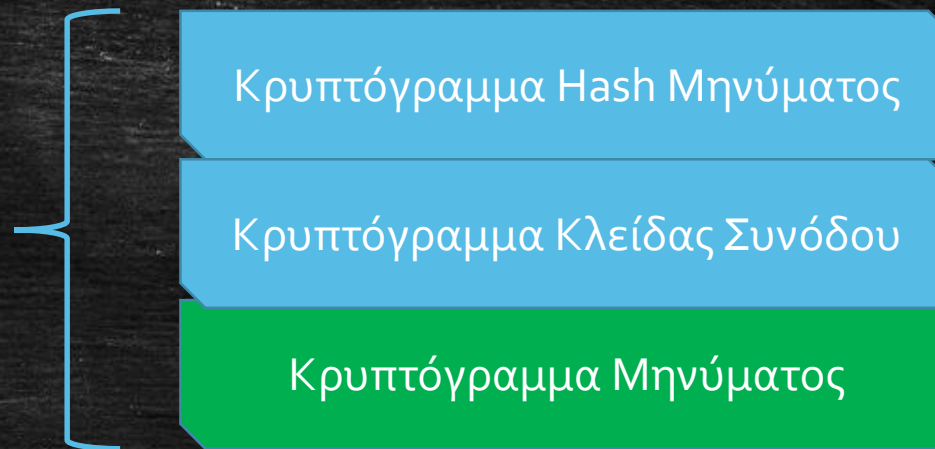 Κρυπτόγραμμα Hash Μηνύματος
Κρυπτόγραμμα Κλείδας Συνόδου
Κρυπτόγραμμα Μηνύματος